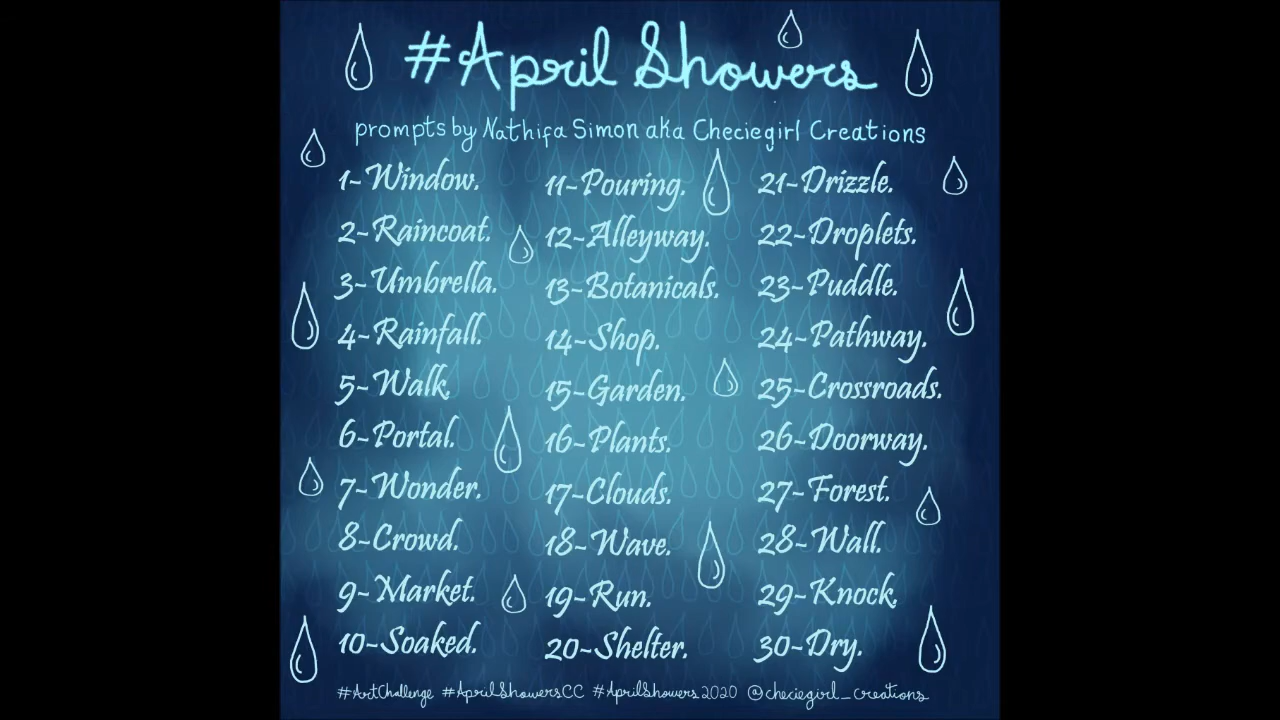 #April Showers
prompts by Nathifa Simon aka Checiegirl Creations
1-Window.
2-Raincoat.
3-Umbrella.
4-Rainfall.
5-Walk.
6-Portal.
7-Wonder.
8-Crowd.
9-Market.
10-Soaked.
11-Pouring.
12-Alleyway.
13-Botanicals.
14-Shop.
15-Garden.
16-Plants.
17-Clouds.
18-Wave.
19-Run.
20-Shelter.
21-Drizzle.
22-Droplets.
23-Puddle.
24-Pathway.
25-Crossroads.
26-Doorway.
27-Forest.
28-Wall.
29-Knock.
30-Dry.
#ArtChallenge #AprilShowersCC #AprilShowers2020 @checiegirl_creations